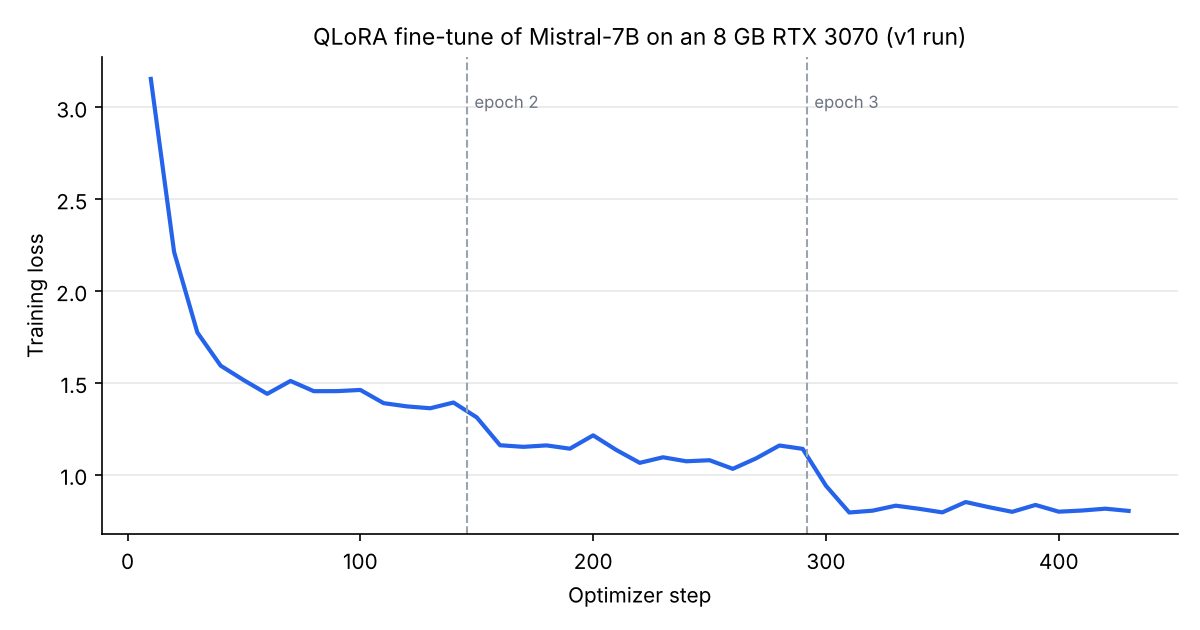 QLoRA fine-tune of Mistral-7B on an 8 GB RTX 3070 (v1 run)
epoch 2
epoch 3
3.0
2.5
2.0
1.5
1.0
Training loss
0
100
200
300
400
Optimizer step